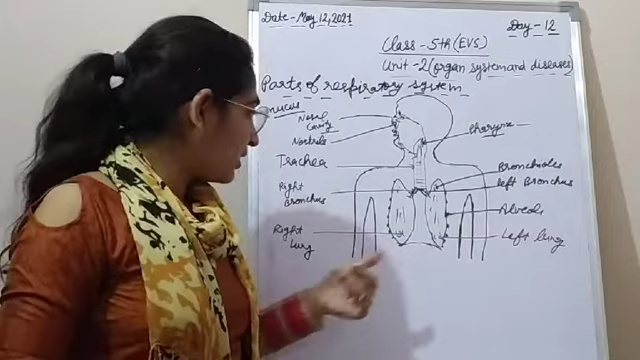 Date - May 12, 2021
Day - 12
Class - 5th (EVS)
Unit - 2 (organ system and diseases)
Parts of respiratory system
mucus
Nasal
Cavity
Nostrils
Pharynx
Trachea
Bronchioles
Right
Bronchus
left Bronchus
Alveoli
Right
Lung
Left lung